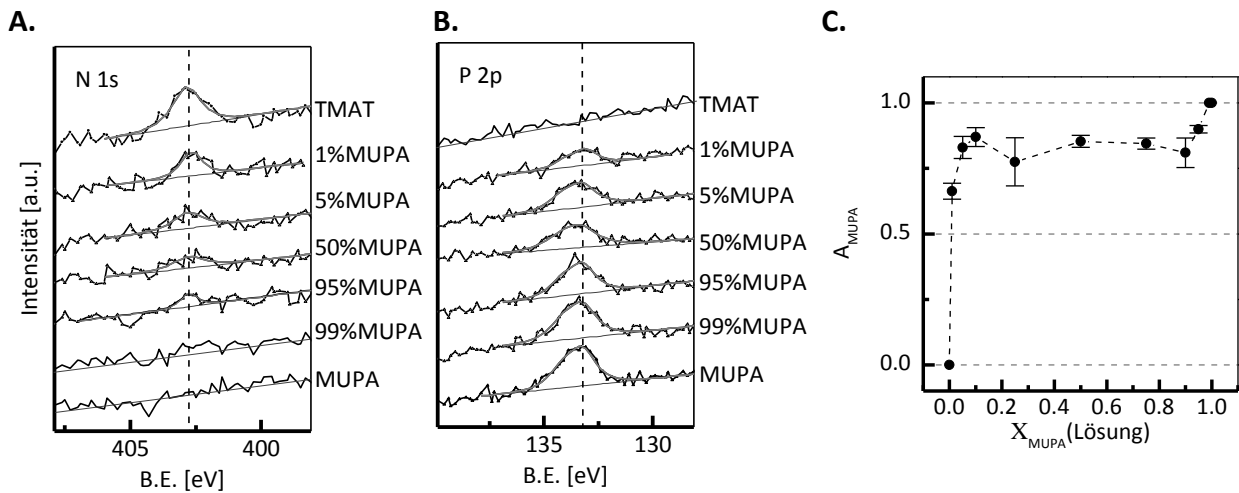 A.
N 1s
TMAT
1%MUPA
5%MUPA
50%MUPA
95%MUPA
99%MUPA
MUPA
Intensität [a.u.]
405
400
B.E. [eV]
B.
P 2p
TMAT
1%MUPA
5%MUPA
50%MUPA
95%MUPA
99%MUPA
MUPA
135
130
B.E. [eV]
C.
1.0
0.5
0.0
A_MUPA
0.0 0.2 0.4 0.6 0.8 1.0
X_MUPA(Lösung)